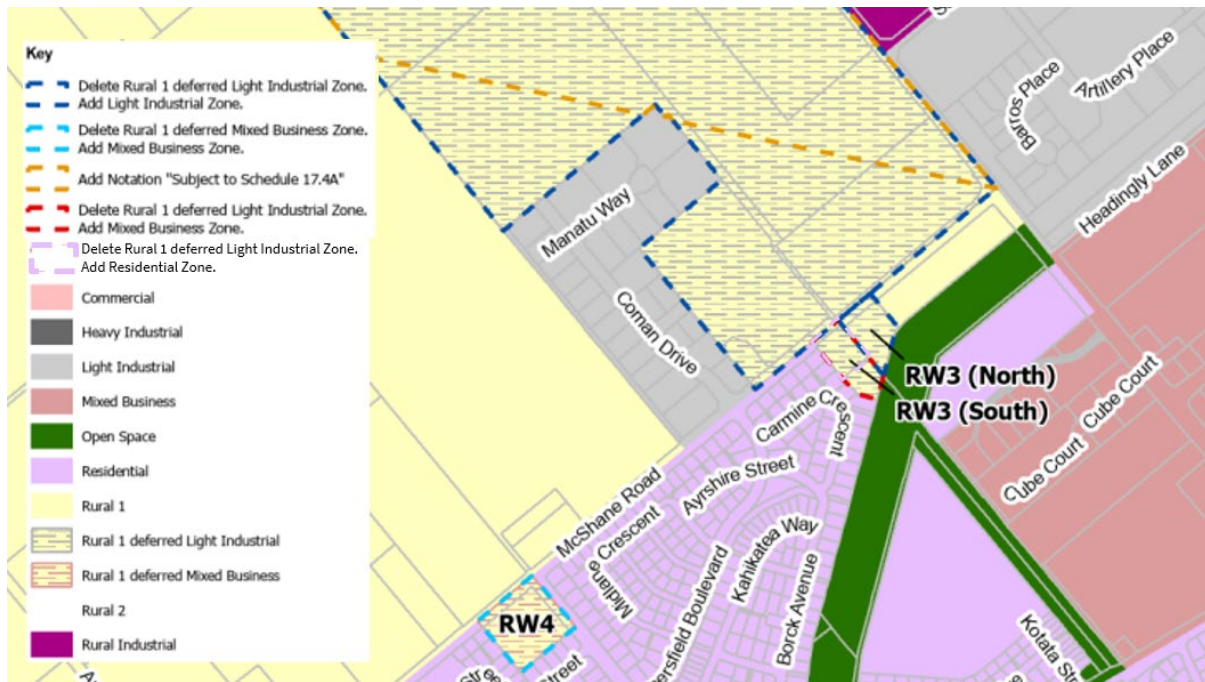 Key
Delete Rural 1 deferred Light Industrial Zone.
Add Light Industrial Zone.
Delete Rural 1 deferred Mixed Business Zone.
Add Mixed Business Zone.
Add Notation "Subject to Schedule 17.4A"
Delete Rural 1 deferred Light Industrial Zone.
Add Mixed Business Zone.
Delete Rural 1 deferred Light Industrial Zone.
Add Residential Zone.
Commercial
Heavy Industrial
Light Industrial
Mixed Business
Open Space
Residential
Rural 1
Rural 1 deferred Light Industrial
Rural 1 deferred Mixed Business
Rural 2
Rural Industrial
Barros Place
Artillery Place
Headingly Lane
Manatu Way
Coman Drive
RW3 (North)
RW3 (South)
Carmine Crescent
Cube Court
Cube Court
Ayrshire Street
McShane Road
Midlane Crescent
Kahikatea Way
ersfield Boulevard
Borck Avenue
RW4
Street
Kotata Str